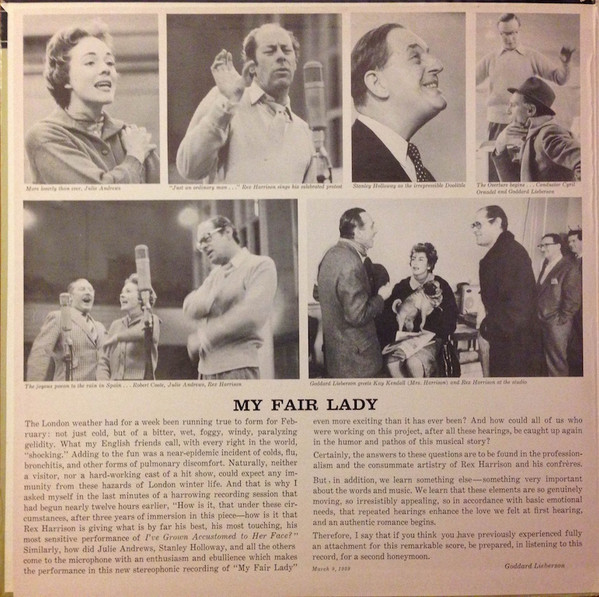 More lovely than ever, Julie Andrews
"Just an ordinary man . . ." Rex Harrison sings his celebrated protest
Stanley Holloway as the irrepressible Doolittle
The Overture begins . . . Conductor Cyril
Ornadel and Goddard Lieberson
The joyous paean to the rain in Spain . . . Robert Coote, Julie Andrews, Rex Harrison
Goddard Lieberson greets Kay Kendall (Mrs. Harrison) and Rex Harrison at the studio
MY FAIR LADY
The London weather had for a week been running true to form for Feb-
ruary: not just cold, but of a bitter, wet, foggy, windy, paralyzing
gelidity. What my English friends call, with every right in the world,
"shocking." Adding to the fun was a near-epidemic incident of colds, flu,
bronchitis, and other forms of pulmonary discomfort. Naturally, neither
a visitor, nor a hard-working cast of a hit show, could expect any im-
munity from these hazards of London winter life. And that is why I
asked myself in the last minutes of a harrowing recording session that
had begun nearly twelve hours earlier, "How is it, that under these cir-
cumstances, after three years of immersion in this piece—how is it that
Rex Harrison is giving what is by far his best, his most touching, his
most sensitive performance of I've Grown Accustomed to Her Face?"
Similarly, how did Julie Andrews, Stanley Holloway, and all the others
come to the microphone with an enthusiasm and ebullience which makes
the performance in this new stereophonic recording of "My Fair Lady"
even more exciting than it has ever been? And how could all of us who
were working on this project, after all these hearings, be caught up again
in the humor and pathos of this musical story?
Certainly, the answers to these questions are to be found in the profession-
alism and the consummate artistry of Rex Harrison and his confrères.
But, in addition, we learn something else—something very important
about the words and music. We learn that these elements are so genuinely
moving, so irresistibly appealing, so in accordance with basic emotional
needs, that repeated hearings enhance the love we felt at first hearing,
and an authentic romance begins.
Therefore, I say that if you think you have previously experienced fully
an attachment for this remarkable score, be prepared, in listening to this
record, for a second honeymoon.
March 9, 1959
Goddard Lieberson